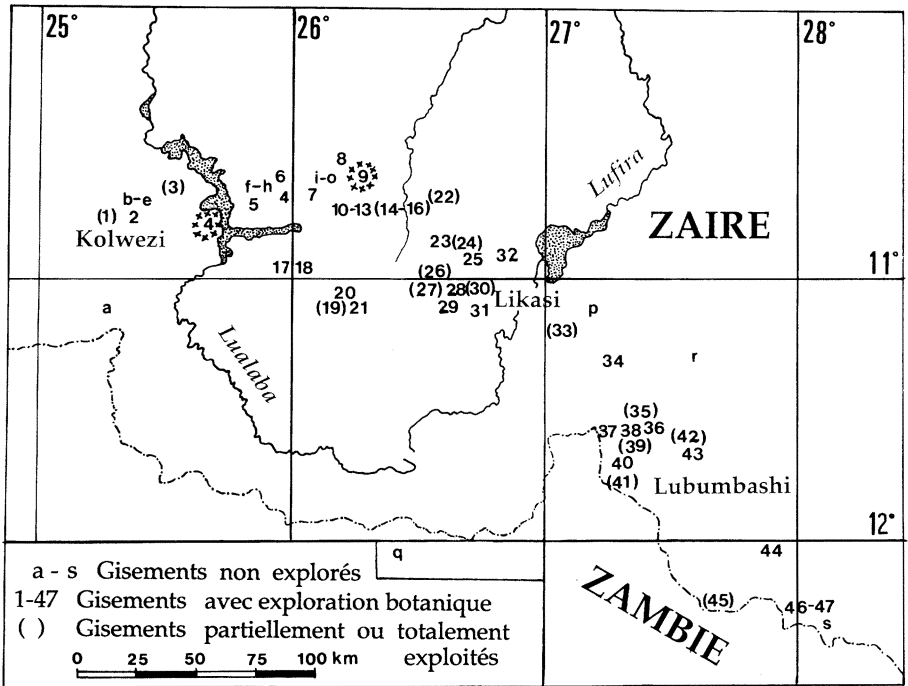 25° 26° 27° 28°
8
6
i-o 9
(3) f-h 4 7
b-e 5
(1) 2
4
10-13 (14-16) (22)
Lufira
ZAIRE
Kolwezi
23 (24)
25 32
17 18 (26) 11°
20 (27) 28 (30) Likasi
a (19) 21 29 31 p
(33)
Lualaba
34 r
(35)
37 38 36 (42)
(39) 43
40
(41) Lubumbashi
12°
q 44
a - s Gisements non explorés
1-47 Gisements avec exploration botanique
( ) Gisements partiellement ou totalement
exploités
0 25 50 75 100 km
ZAMBIE
(45) 46-47
s